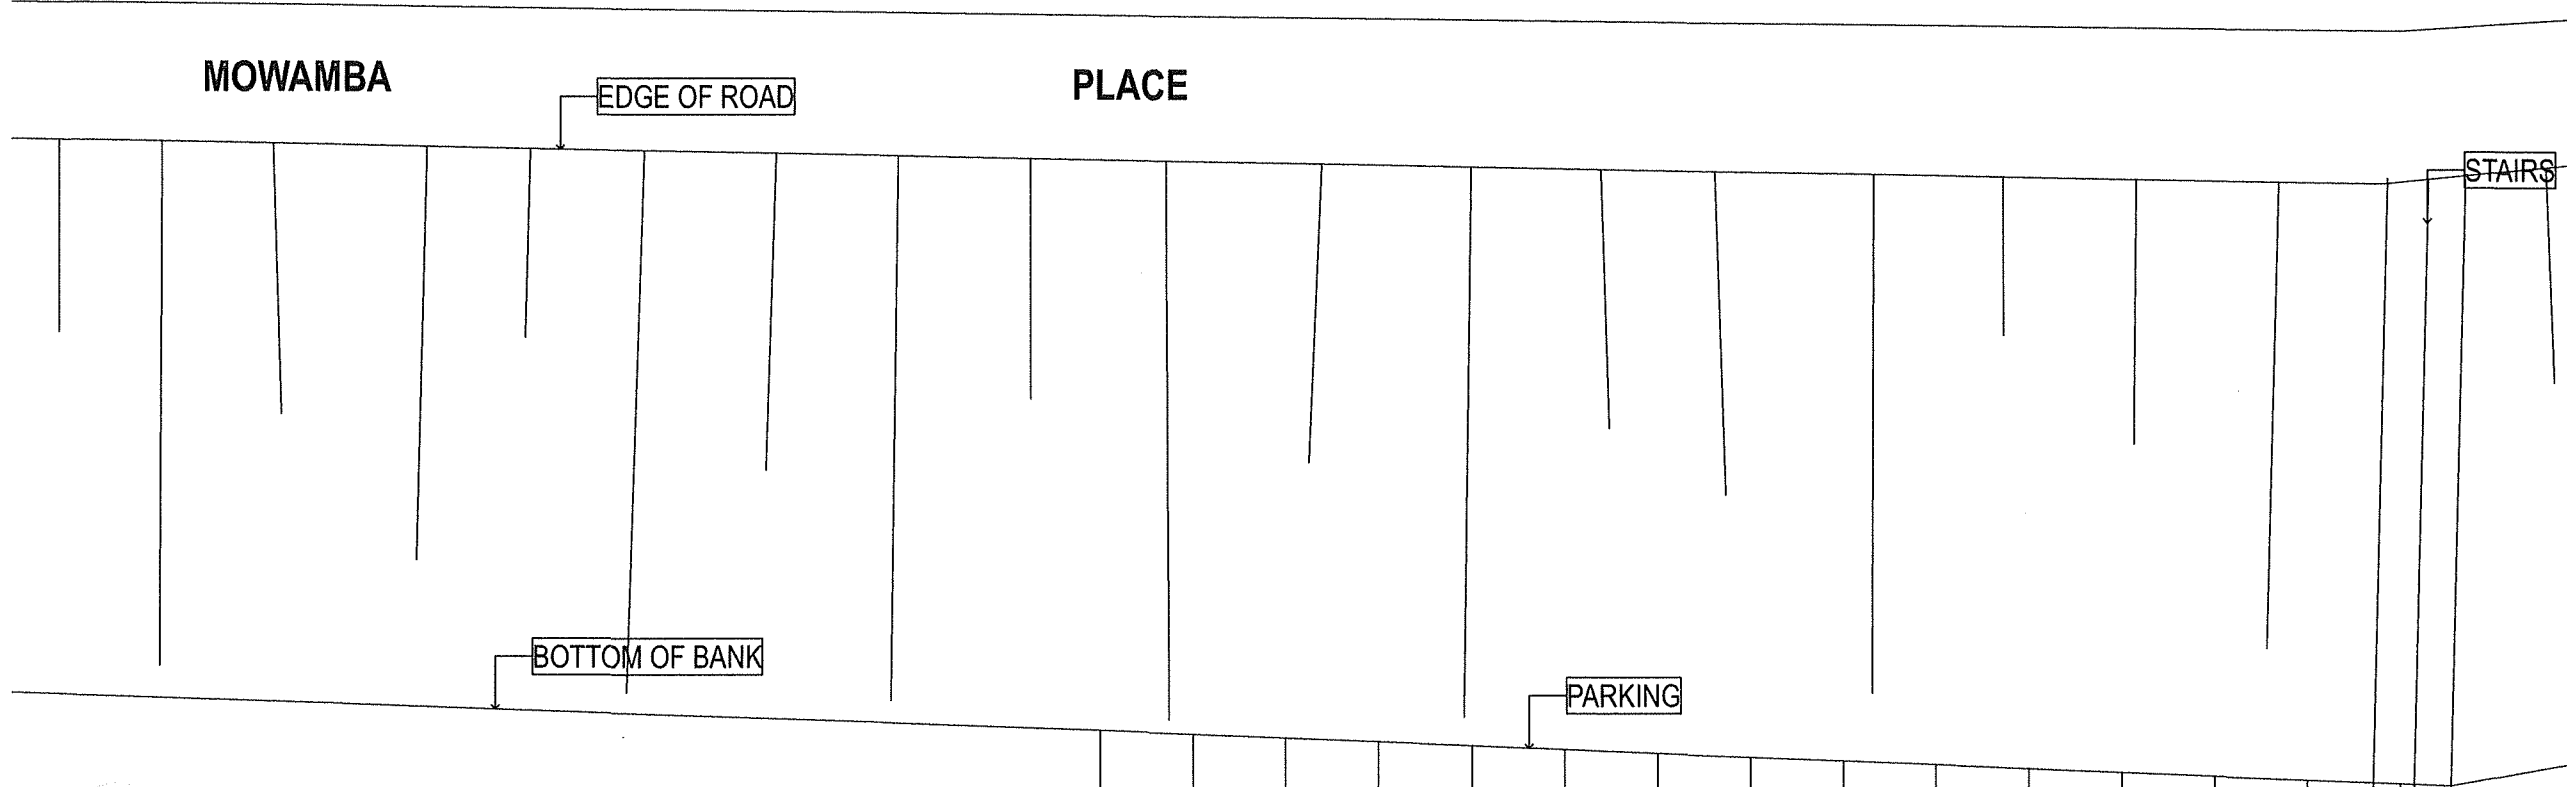 MOWAMBA PLACE
EDGE OF ROAD
STAIRS
BOTTOM OF BANK
PARKING